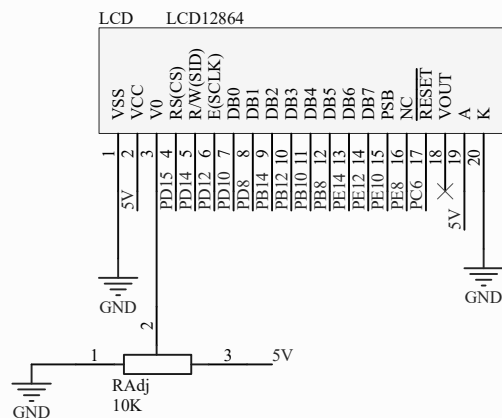 LCD LCD12864
VSS
VCC
V0
RS(CS)
R/W(SID)
E(SCLK)
DB0
DB1
DB2
DB3
DB4
DB5
DB6
DB7
PSB
NC
RESET
VOUT
A
K
1
2
3
4
5
6
7
8
9
10
11
12
13
14
15
16
17
18
19
20
5V
PD15
PD14
PD12
PD10
PD8
PB14
PB12
PB10
PB8
PE14
PE12
PE10
PE8
PC6
5V
GND
GND
2
1
3
5V
RAdj
10K
GND